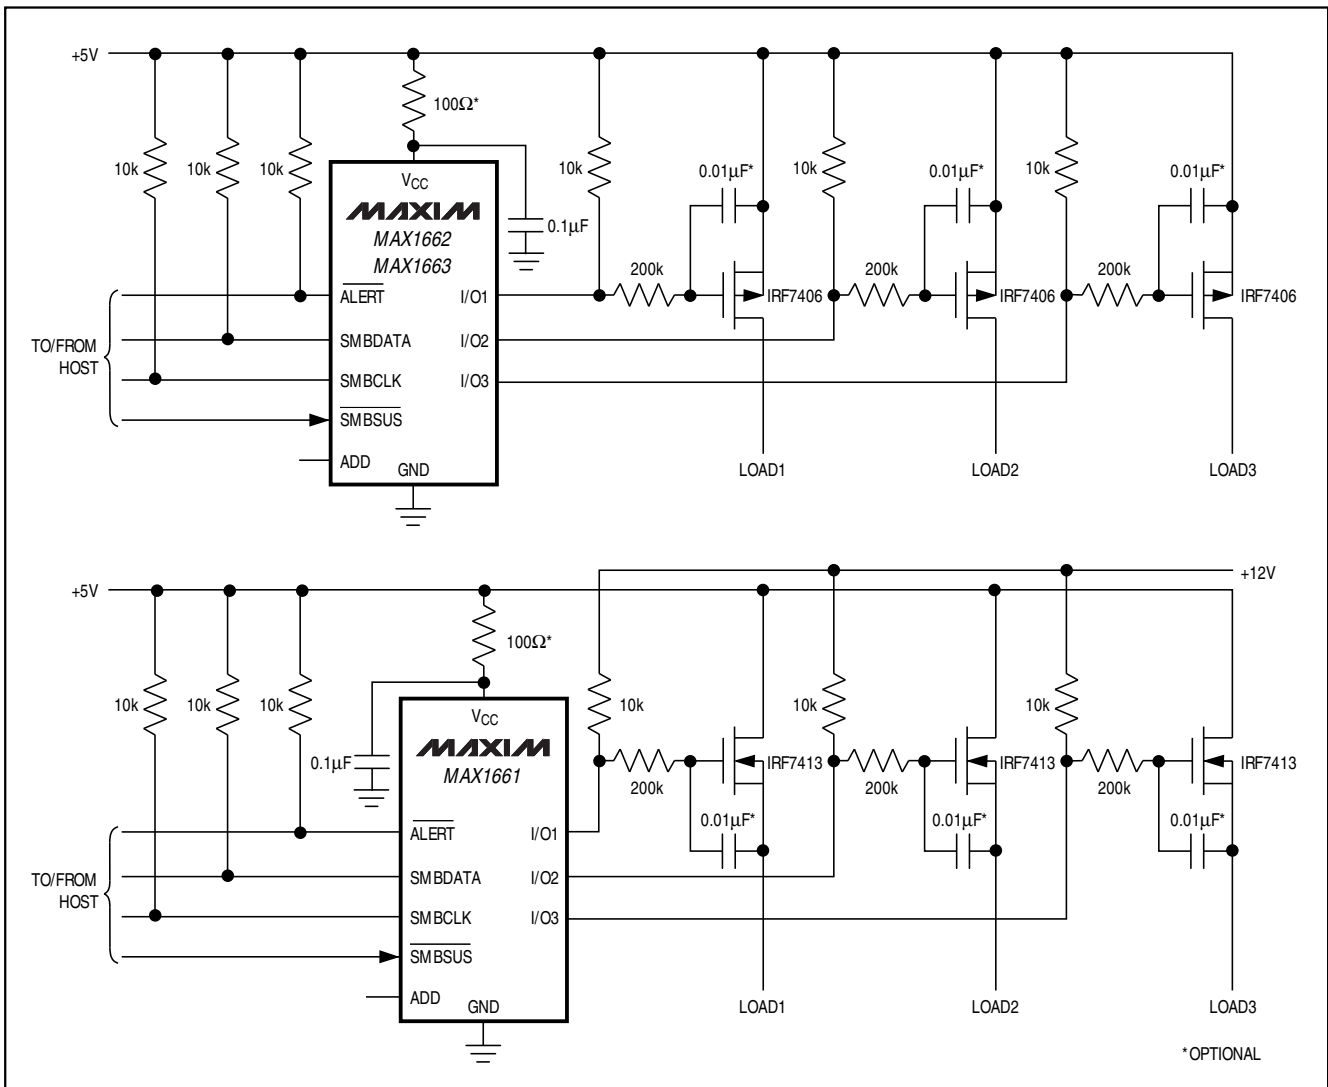 +5V
100Ω*
10k
10k
10k
10k
0.01µF*
10k
0.01µF*
10k
0.01µF*
VCC
MAXIM
MAX1662
MAX1663
0.1µF
200k
200k
200k
ALERT
I/O1
IRF7406
IRF7406
IRF7406
TO/FROM
HOST
SMBDATA
I/O2
SMBCLK
I/O3
SMBSUS
ADD
GND
LOAD1
LOAD2
LOAD3
+12V
+5V
100Ω*
10k
10k
10k
10k
10k
10k
VCC
MAXIM
MAX1661
0.1µF
IRF7413
IRF7413
IRF7413
200k
200k
200k
0.01µF*
0.01µF*
0.01µF*
ALERT
I/O1
TO/FROM
HOST
SMBDATA
I/O2
SMBCLK
I/O3
SMBSUS
ADD
GND
LOAD1
LOAD2
LOAD3
*OPTIONAL